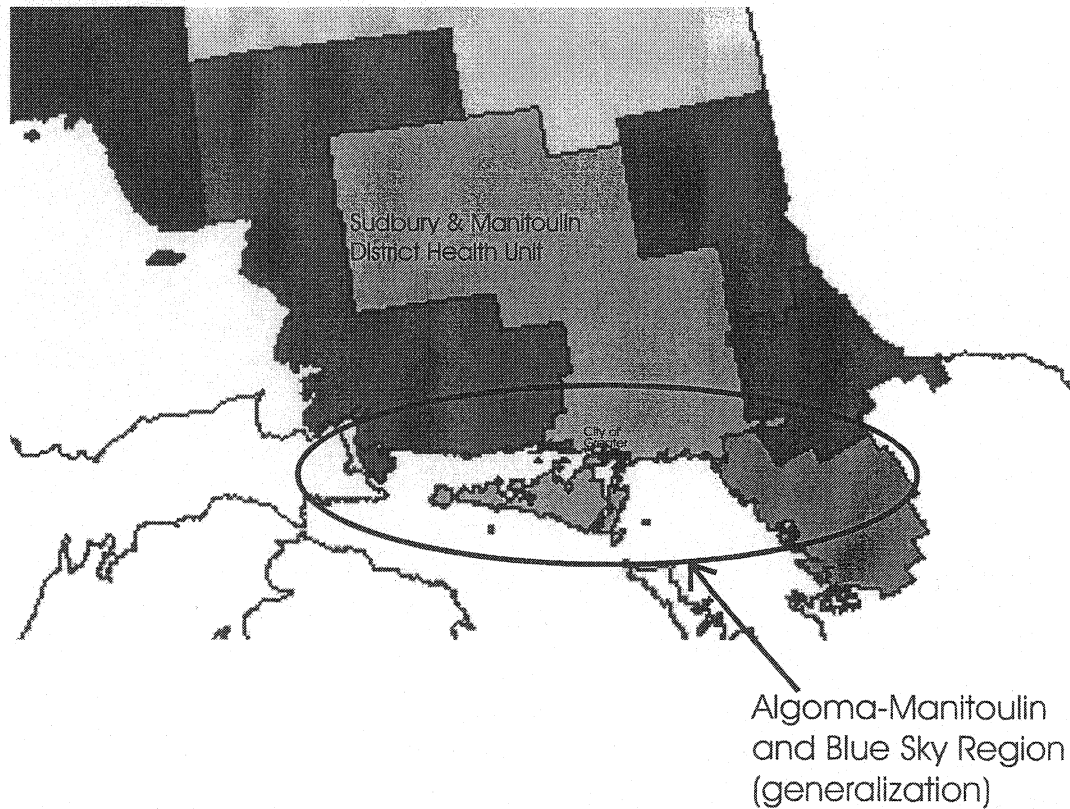 Sudbury & Manitoulin
District Health Unit
City of
Greater
Algoma-Manitoulin
and Blue Sky Region
(generalization)